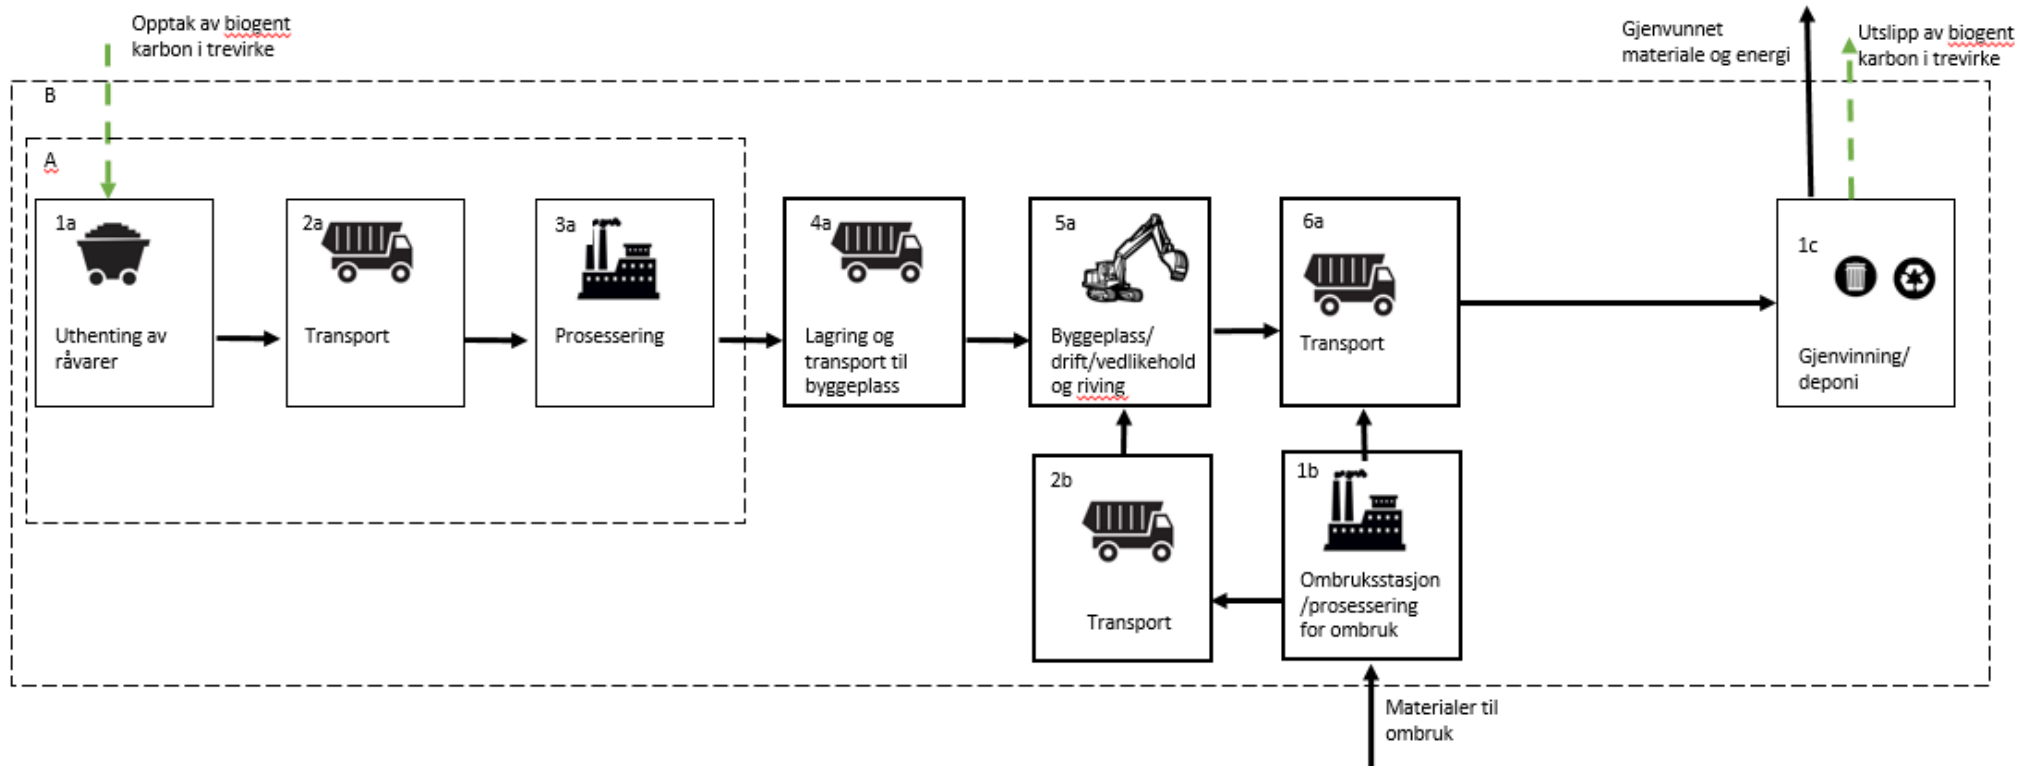 Opptak av biogent
karbon i trevirke
Gjenvunnet
materiale og energi
Utslipp av biogent
karbon i trevirke
B
A
1a
Uthenting av
råvarer
2a
Transport
3a
Prosessering
4a
Lagring og
transport til
byggeplass
5a
Byggeplass/
drift/vedlikehold
og riving
6a
Transport
1c
Gjenvinning/
deponi
2b
Transport
1b
Ombruksstasjon
/prosessering
for ombruk
Materialer til
ombruk